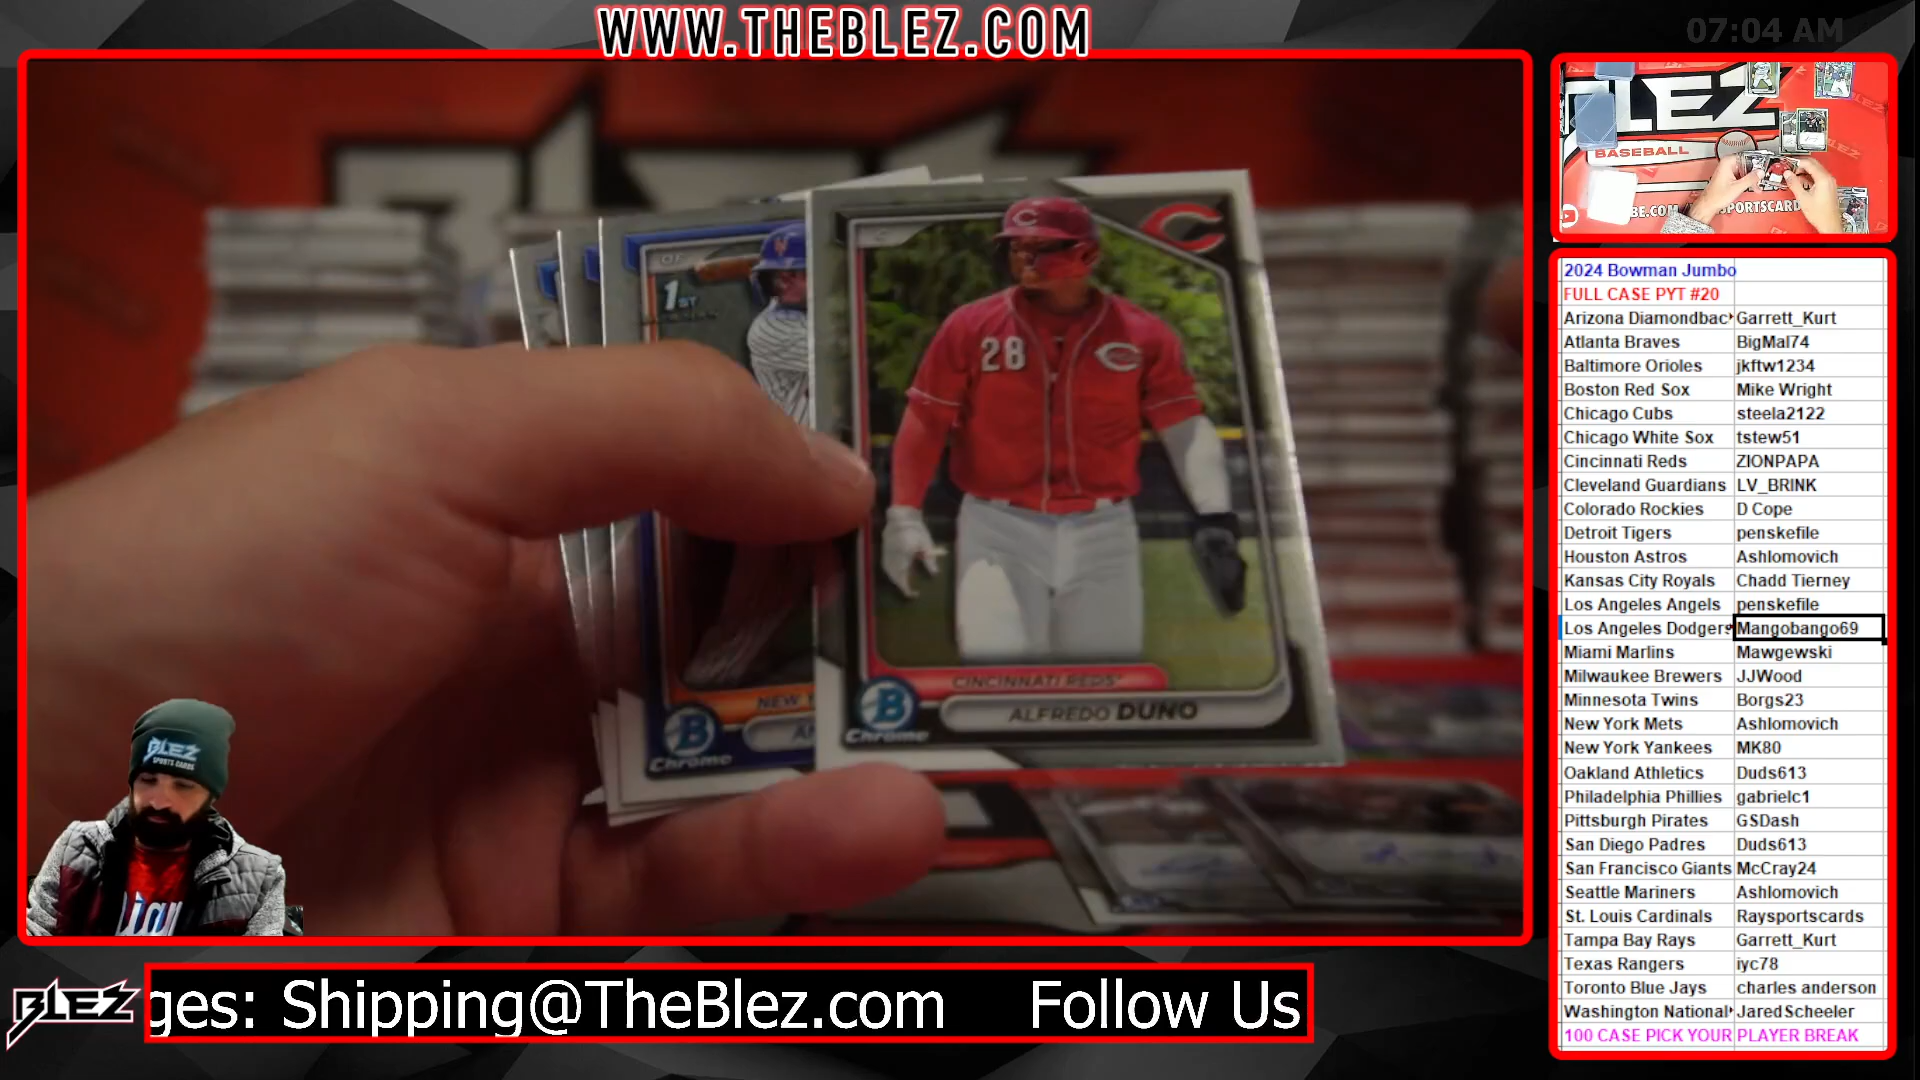 WWW.THEBLEZ.COM
07:04 AM
BLEZ
BASEBALL
1ST
C
28
CINCINNATI REDS
ALFREDO DUNO
Chrome
NEW Y
Chrome
BLEZ
SPORTS CARDS
2024 Bowman Jumbo
FULL CASE PYT #20
Arizona Diamondbac Garrett_Kurt
Atlanta Braves BigMal74
Baltimore Orioles jkftw1234
Boston Red Sox Mike Wright
Chicago Cubs steela2122
Chicago White Sox tstew51
Cincinnati Reds ZIONPAPA
Cleveland Guardians LV_BRINK
Colorado Rockies D Cope
Detroit Tigers penskefile
Houston Astros Ashlomovich
Kansas City Royals Chadd Tierney
Los Angeles Angels penskefile
Los Angeles Dodgers Mangobango69
Miami Marlins Mawgewski
Milwaukee Brewers JJWood
Minnesota Twins Borgs23
New York Mets Ashlomovich
New York Yankees MK80
Oakland Athletics Duds613
Philadelphia Phillies gabrielc1
Pittsburgh Pirates GSDash
San Diego Padres Duds613
San Francisco Giants McCray24
Seattle Mariners Ashlomovich
St. Louis Cardinals Raysportscards
Tampa Bay Rays Garrett_Kurt
Texas Rangers iyc78
Toronto Blue Jays charles anderson
Washington National JaredScheeler
100 CASE PICK YOUR PLAYER BREAK
BLEZ
ges: Shipping@TheBlez.com Follow Us